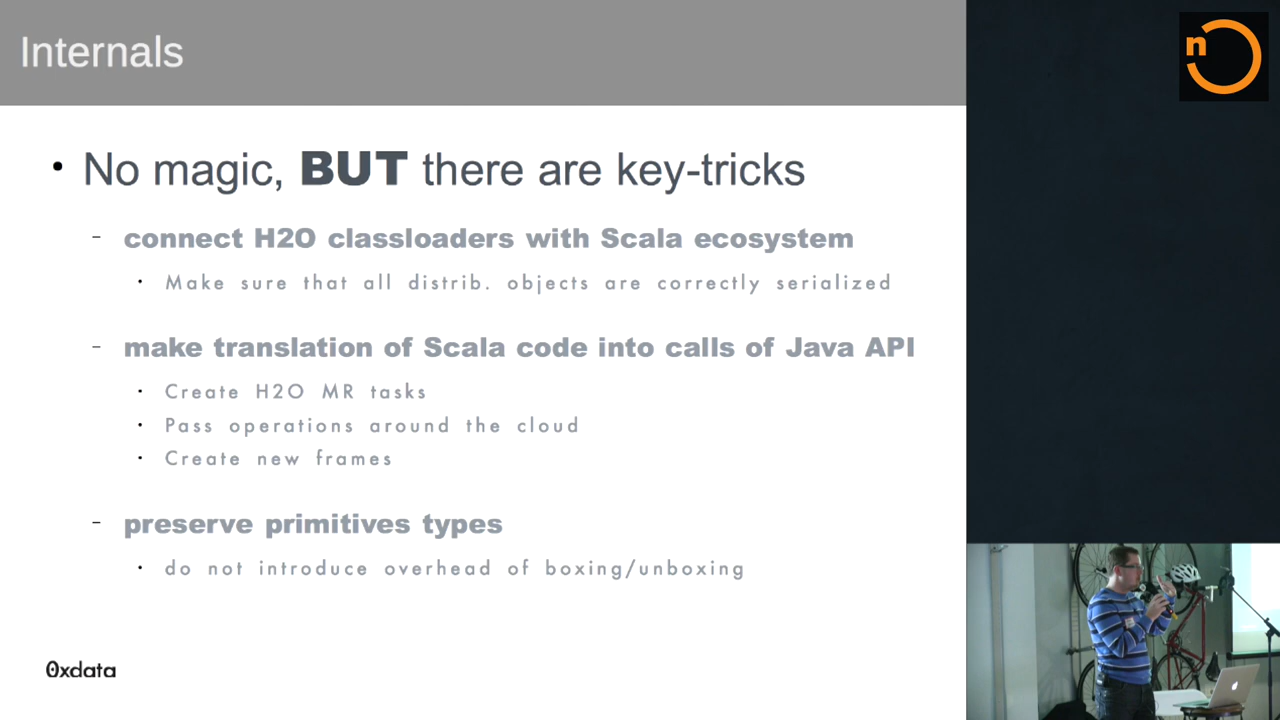 Internals
n
• No magic, BUT there are key-tricks
– connect H2O classloaders with Scala ecosystem
• Make sure that all distrib. objects are correctly serialized
– make translation of Scala code into calls of Java API
• Create H2O MR tasks
• Pass operations around the cloud
• Create new frames
– preserve primitives types
• do not introduce overhead of boxing/unboxing
0xdata